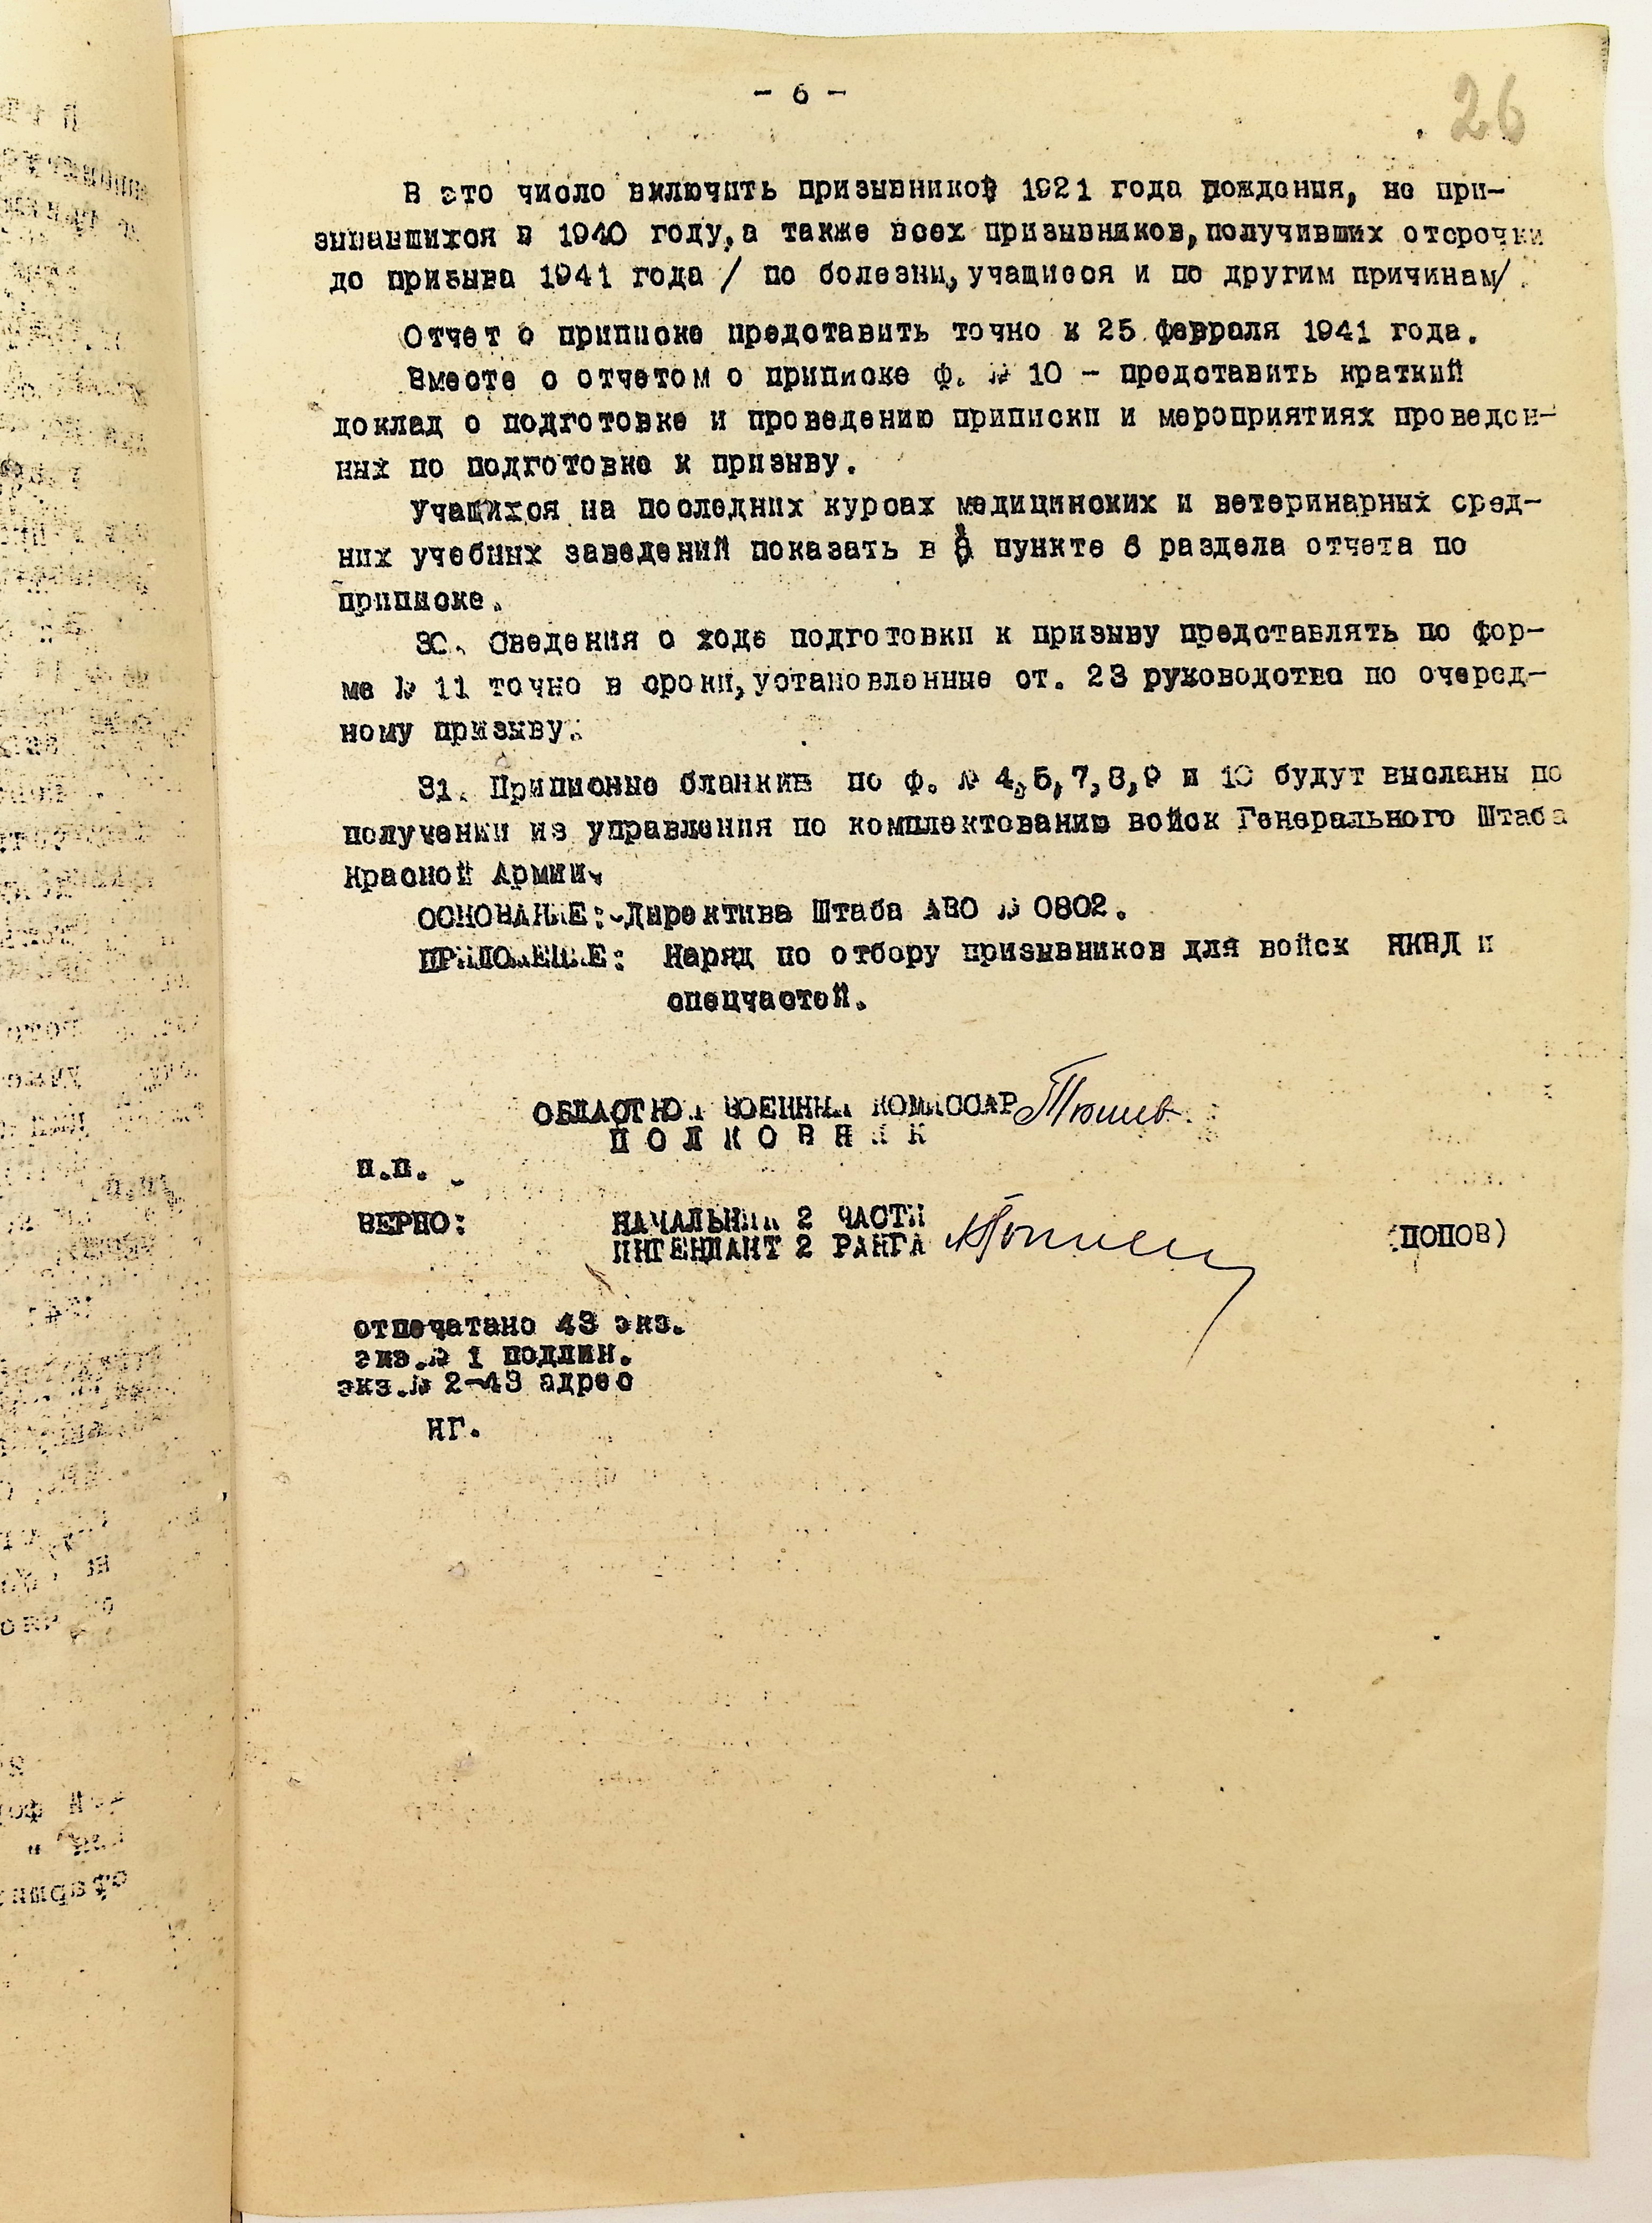 - 6 -
26
В это число включить призывников 1921 года рождения, не при-
зывавшихся в 1940 году, а также всех призывников, получивших отсрочки
до призыва 1941 года / по болезни, учащиеся и по другим причинам/.
Отчет о приписке представить точно к 25 февраля 1941 года.
Вместе с отчетом о приписке ф. № 10 - представить краткий
доклад о подготовке и проведению приписки и мероприятиях проведен-
ных по подготовке к призыву.
Учащихся на последних курсах медицинских и ветеринарных сред-
них учебных заведений показать в пункте 6 раздела отчета по
приписке.
30. Сведения о ходе подготовки к призыву представлять по фор-
ме № 11 точно в сроки, установленные ст. 23 руководства по очеред-
ному призыву.
31. Приписные бланкив по ф. № 4,5,7,8,9 и 10 будут высланы по
получении из управления по комплектованию войск Генерального Штаба
Красной Армии.
ОСНОВАНИЕ:-Директива Штаба АВО № 0802.
ПРИЛОЖЕНИЕ: Наряд по отбору призывников для войск НКВД и
спецчастей.
ОБЛАСТНОЙ ВОЕННЫЙ КОМИССАР
ПОЛКОВНИК
п.п.
ВЕРНО: НАЧАЛЬНИК 2 ЧАСТИ
ИНТЕНДАНТ 2 РАНГА (ПОПОВ)
отпечатано 43 экз.
экз.№ 1 подлин.
экз.№ 2-43 адрес
НГ.